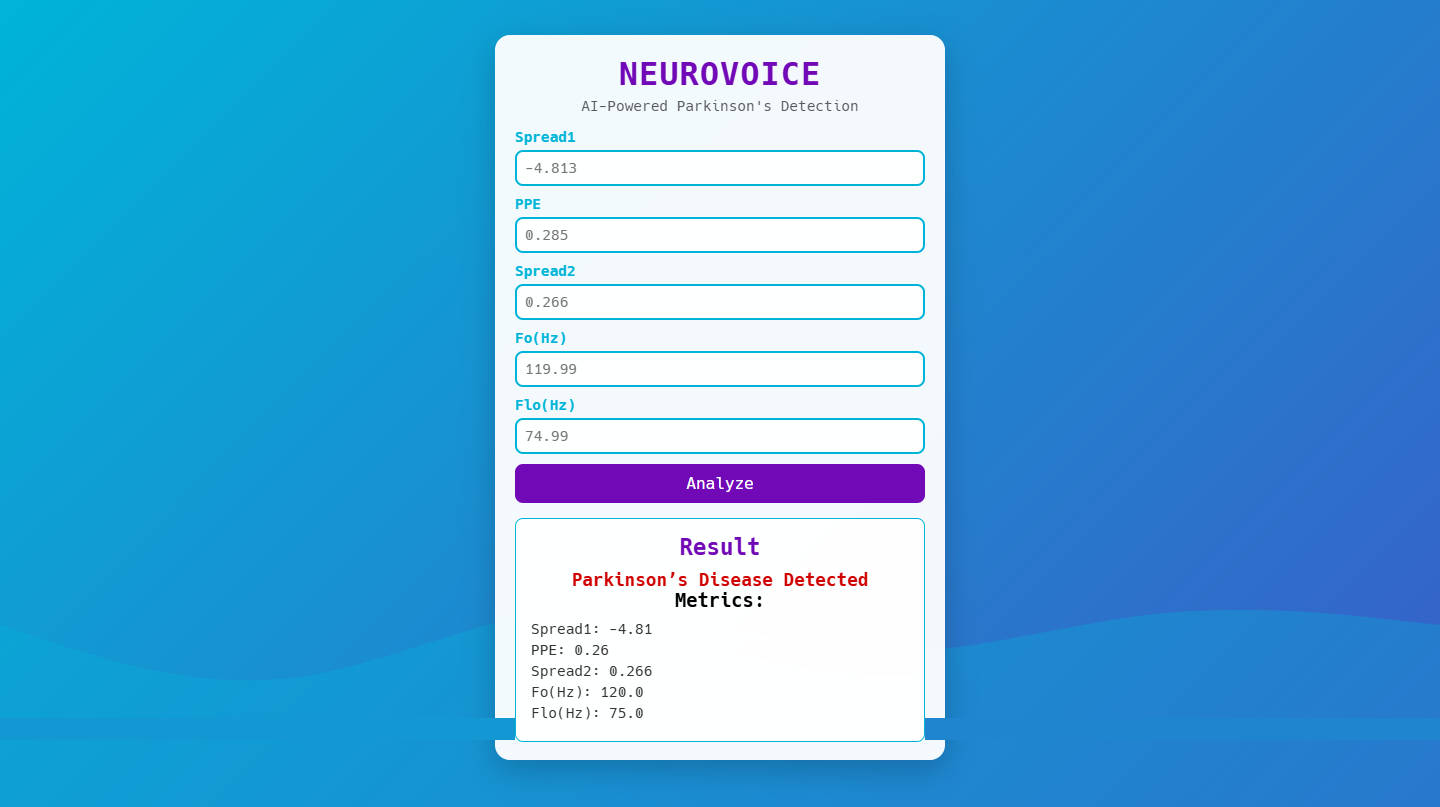 NEUROVOICE
AI-Powered Parkinson's Detection
Spread1
-4.813
PPE
0.285
Spread2
0.266
Fo(Hz)
119.99
Flo(Hz)
74.99
Analyze
Result
Parkinson’s Disease Detected
Metrics:
Spread1: -4.81
PPE: 0.26
Spread2: 0.266
Fo(Hz): 120.0
Flo(Hz): 75.0